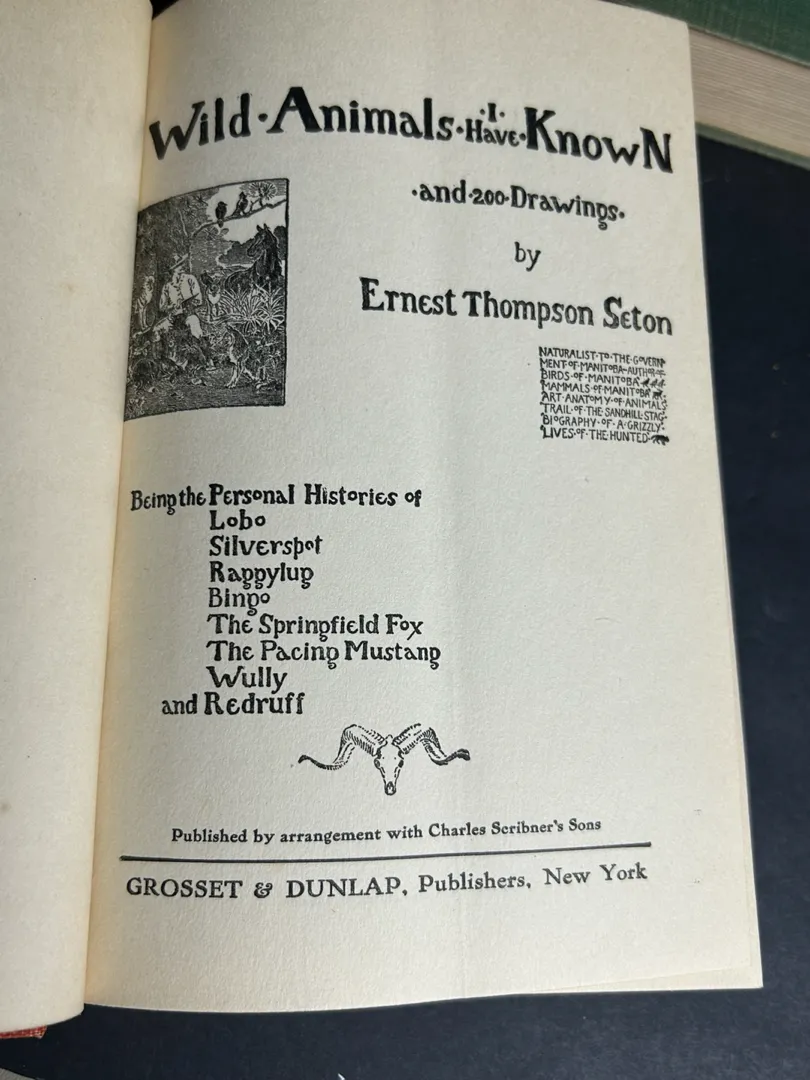 Wild·Animals·I·Have·Known
·and·200·Drawings·
by
Ernest Thompson Seton
NATURALIST·TO·THE·GOVERN
MENT·OF·MANITOBA·AUTHOR·OF·
BIRDS·OF·MANITOBA
MAMMALS·OF·MANITOBA
ART·ANATOMY·OF·ANIMALS
TRAIL·OF·THE·SANDHILL·STAG·
BIOGRAPHY·OF·A·GRIZZLY·
LIVES·OF·THE·HUNTED·
Being the Personal Histories of
Lobo
Silverspot
Raggylug
Bingo
The Springfield Fox
The Pacing Mustang
Wully
and Redruff
Published by arrangement with Charles Scribner's Sons
GROSSET & DUNLAP, Publishers, New York